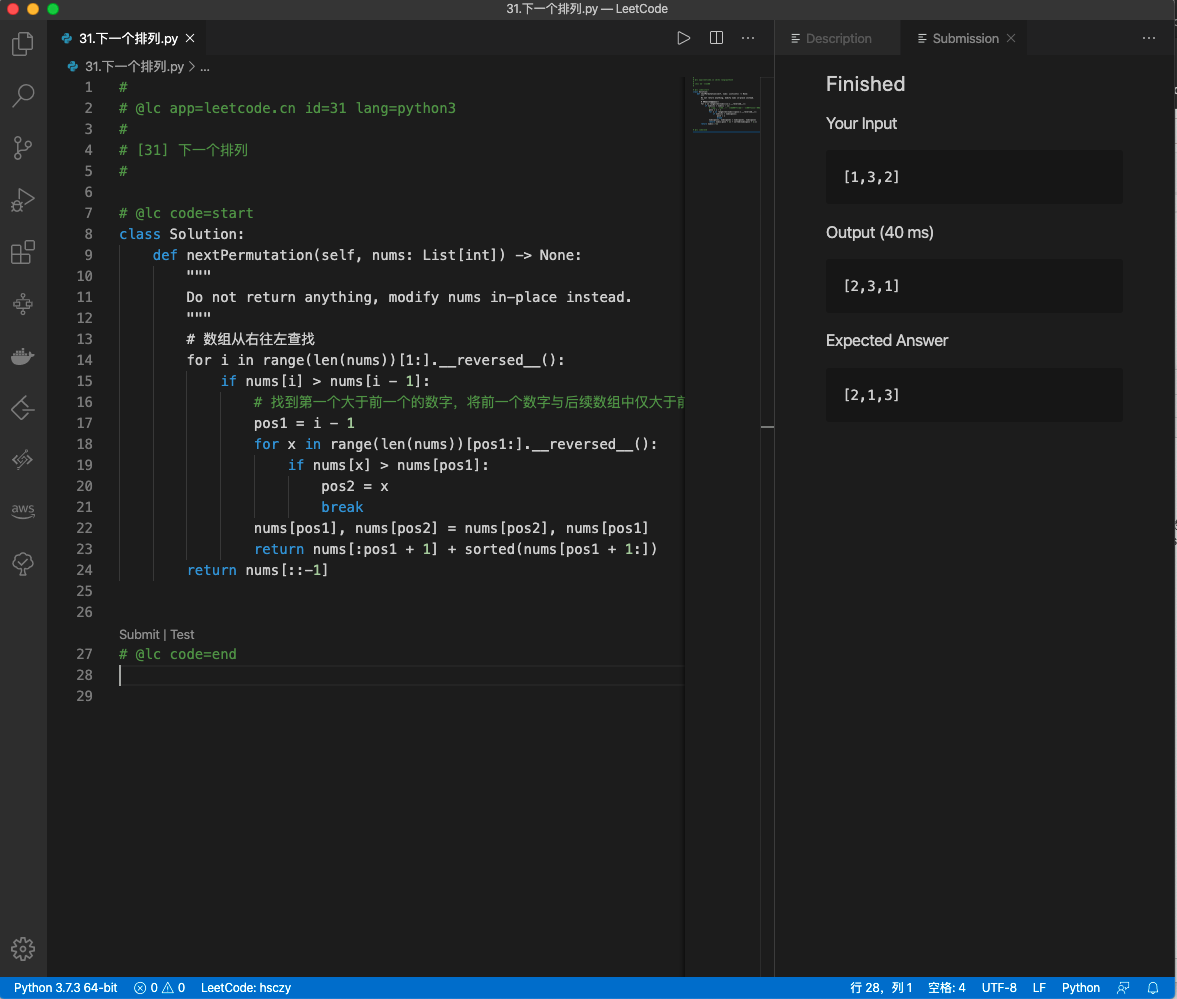 31.下一个排列.py — LeetCode
31.下一个排列.py
Description
Submission
31.下一个排列.py > ...
1 #
2 # @lc app=leetcode.cn id=31 lang=python3
3 #
4 # [31] 下一个排列
5 #
6
7 # @lc code=start
8 class Solution:
9 def nextPermutation(self, nums: List[int]) -> None:
10 """
11 Do not return anything, modify nums in-place instead.
12 """
13 # 数组从右往左查找
14 for i in range(len(nums))[1:].__reversed__():
15 if nums[i] > nums[i - 1]:
16 # 找到第一个大于前一个的数字，将前一个数字与后续数组中仅大于前
17 pos1 = i - 1
18 for x in range(len(nums))[pos1:].__reversed__():
19 if nums[x] > nums[pos1]:
20 pos2 = x
21 break
22 nums[pos1], nums[pos2] = nums[pos2], nums[pos1]
23 return nums[:pos1 + 1] + sorted(nums[pos1 + 1:])
24 return nums[::-1]
25
26
Submit | Test
27 # @lc code=end
28
29
Finished
Your Input
[1,3,2]
Output (40 ms)
[2,3,1]
Expected Answer
[2,1,3]
aws
Python 3.7.3 64-bit
0
0
LeetCode: hsczy
行 28，列 1
空格: 4
UTF-8
LF
Python